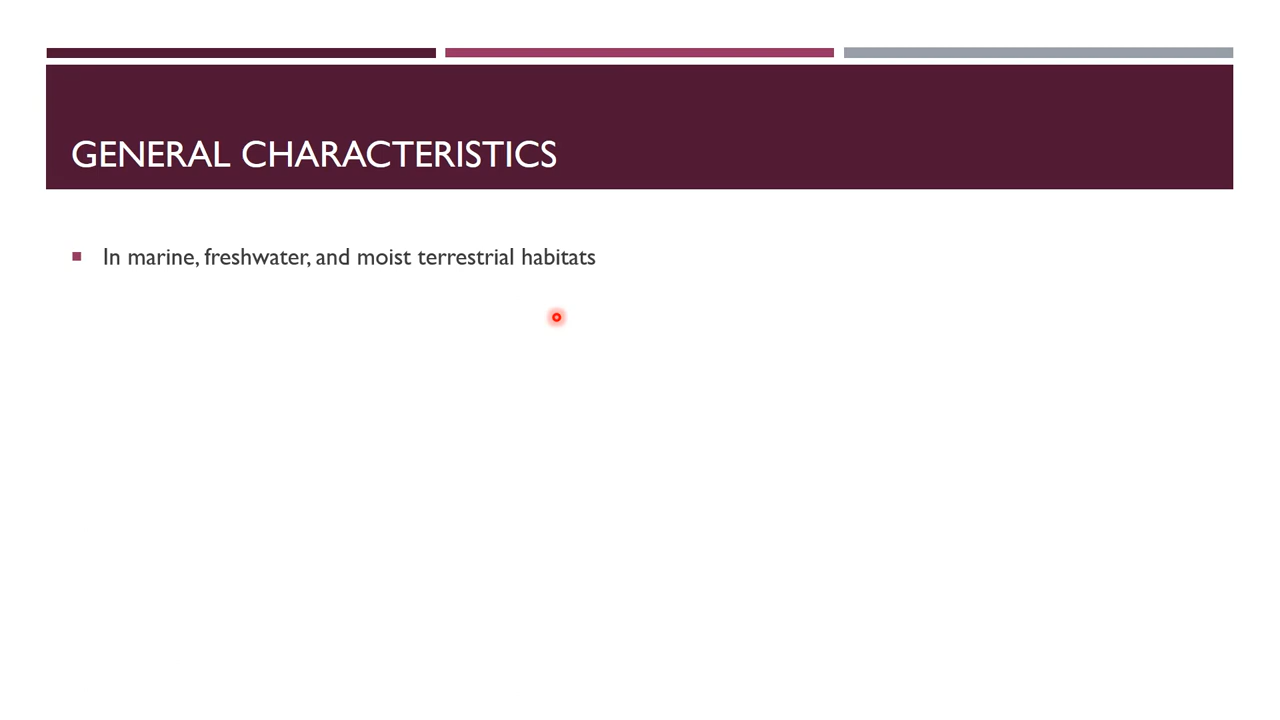 GENERAL CHARACTERISTICS
In marine, freshwater, and moist terrestrial habitats